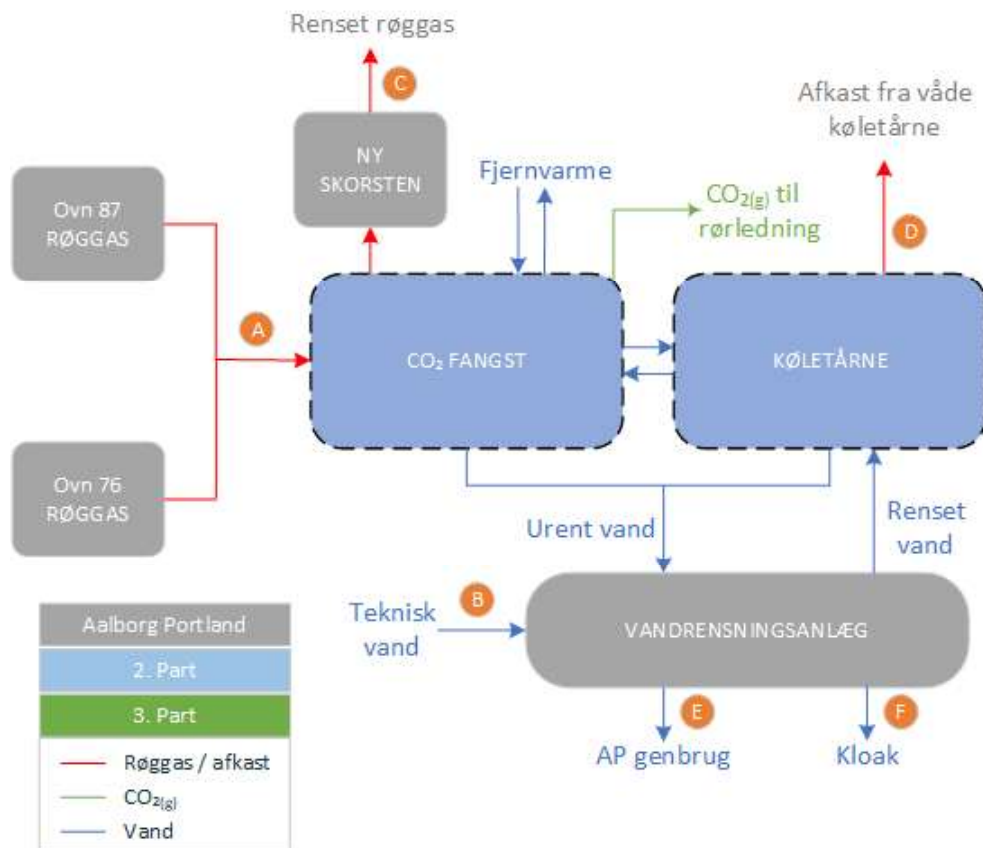 Renset røggas
C
Afkast fra våde
køletårne
NY
SKORSTEN
Fjernvarme
Ovn 87
RØGGAS
CO₂(g) til
rørledning
D
A
CO₂ FANGST
KØLETÅRNE
Ovn 76
RØGGAS
Urent vand
Renset
vand
B
Teknisk
vand
VANDRENSNINGSANLÆG
Aalborg Portland
2. Part
3. Part
E
F
AP genbrug
Kloak
Røggas / afkast
CO₂(g)
Vand